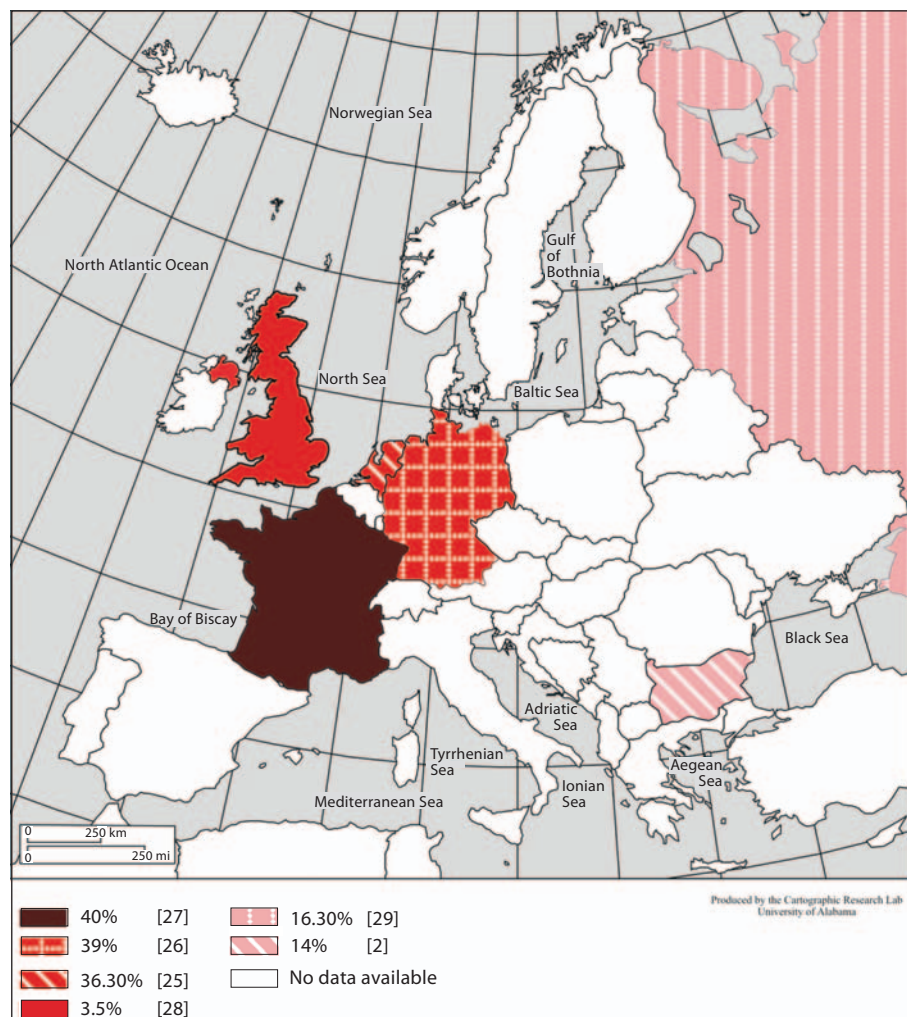 Norwegian Sea
North Atlantic Ocean
Gulf
of
Bothnia
North Sea
Baltic Sea
Bay of Biscay
Black Sea
Adriatic
Sea
Tyrrhenian
Sea
Aegean
Sea
Ionian
Sea
Mediterranean Sea
0 250 km
0 250 mi
Produced by the Cartographic Research Lab
University of Alabama
40% [27]
39% [26]
36.30% [25]
3.5% [28]
16.30% [29]
14% [2]
No data available